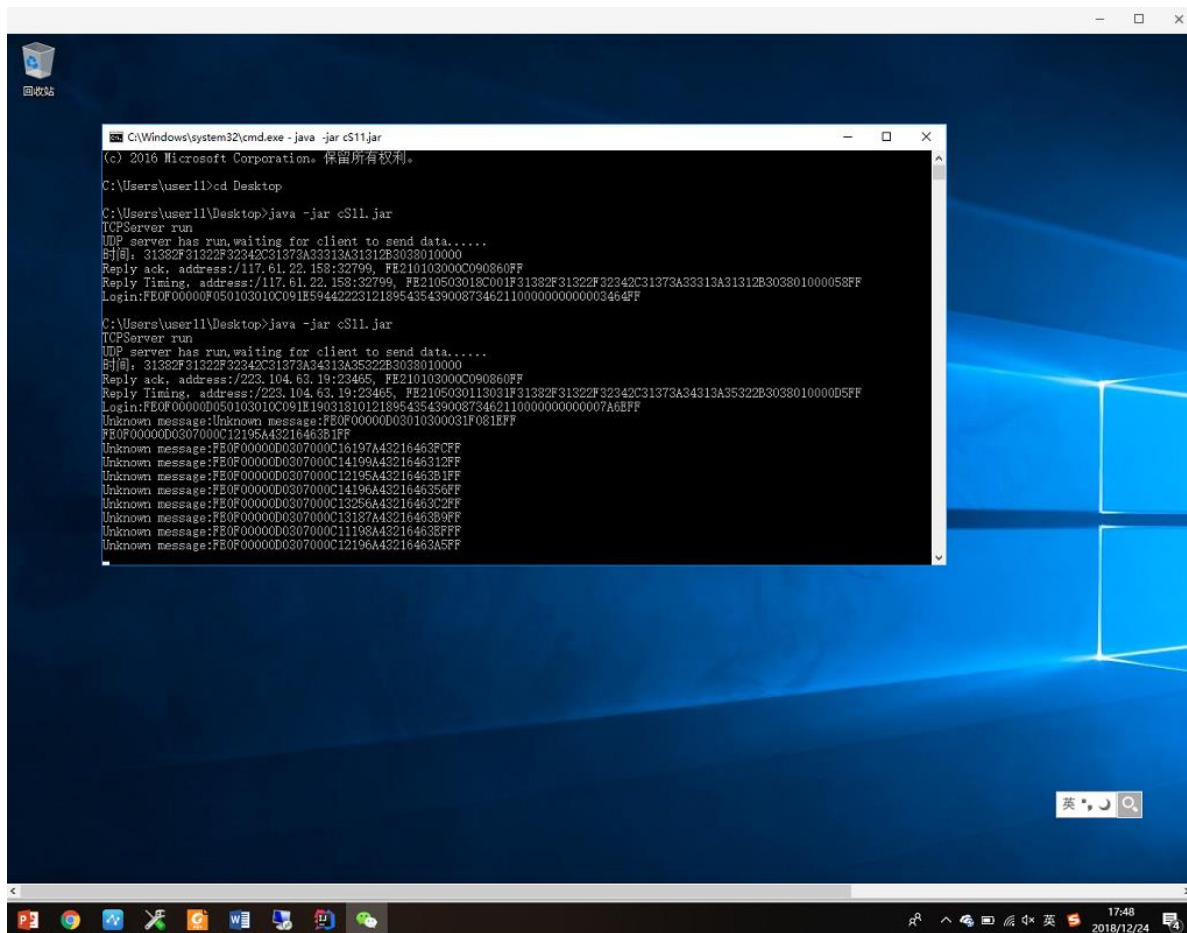 回收站
C:\Windows\system32\cmd.exe - java -jar cS11.jar
(c) 2016 Microsoft Corporation。保留所有权利。
C:\Users\user11>cd Desktop
C:\Users\user11\Desktop>java -jar cS11.jar
TCPServer run
UDP server has run,waiting for client to send data......
时间: 31382F31322F32342C31373A33313A31312B3038010000
Reply ack, address:/117.61.22.158:32799, FE210103000C090860FF
Reply Timing, address:/117.61.22.158:32799, FE210503018C001F31382F31322F32342C31373A33313A31312B303801000058FF
Login:FE0F00000F050103010C091E59442223121895435439008734621100000000000003464FF
C:\Users\user11\Desktop>java -jar cS11.jar
TCPServer run
UDP server has run,waiting for client to send data......
时间: 31382F31322F32342C31373A34313A35322B3038010000
Reply ack, address:/223.104.63.19:23465, FE210103000C090860FF
Reply Timing, address:/223.104.63.19:23465, FE2105030113031F31382F31322F32342C31373A34313A35322B3038010000D5FF
Login:FE0F00000D050103010C091E19031810121895435439008734621100000000000007A6EFF
Unknown message:Unknown message:FE0F00000D03010300031F081EFF
FE0F00000D0307000C12195A43216463B1FF
Unknown message:FE0F00000D0307000C16197A43216463FCFF
Unknown message:FE0F00000D0307000C14199A4321646312FF
Unknown message:FE0F00000D0307000C12195A43216463B1FF
Unknown message:FE0F00000D0307000C14196A4321646356FF
Unknown message:FE0F00000D0307000C13256A43216463C2FF
Unknown message:FE0F00000D0307000C13187A43216463B9FF
Unknown message:FE0F00000D0307000C11198A43216463EFFF
Unknown message:FE0F00000D0307000C12196A43216463A5FF
英
英
17:48
2018/12/24
4